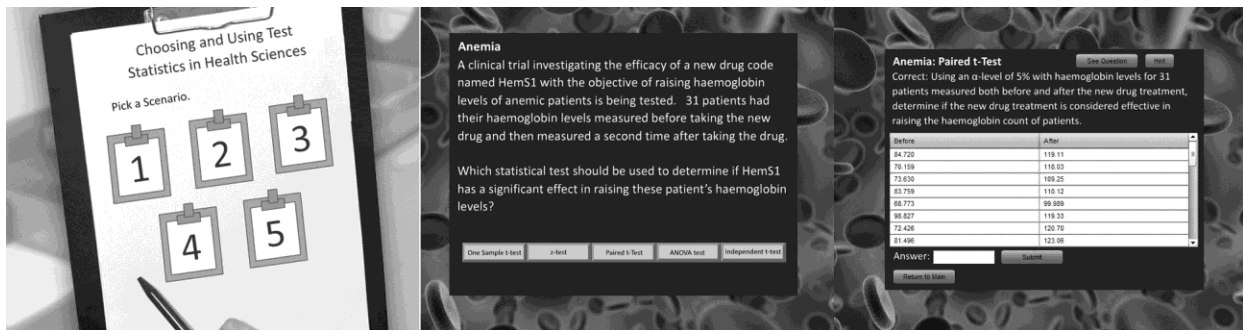 Choosing and Using Test
Statistics in Health Sciences
Pick a Scenario.
1
2
3
4
5
Anemia
A clinical trial investigating the efficacy of a new drug code
named HemS1 with the objective of raising haemoglobin
levels of anemic patients is being tested. 31 patients had
their haemoglobin levels measured before taking the new
drug and then measured a second time after taking the drug.
Which statistical test should be used to determine if HemS1
has a significant effect in raising these patient's haemoglobin
levels?
One Sample t-test z-test Paired t-Test ANOVA test Independent t-test
Anemia: Paired t-Test See Question Hint
Correct: Using an α-level of 5% with haemoglobin levels for 31
patients measured both before and after the new drug treatment,
determine if the new drug treatment is considered effective in
raising the haemoglobin count of patients.
Before After
84.720 119.11
70.159 118.03
73.630 109.25
83.759 110.12
68.773 99.989
98.827 119.33
72.426 120.70
81.496 123.06
Answer: Submit
Return to Main